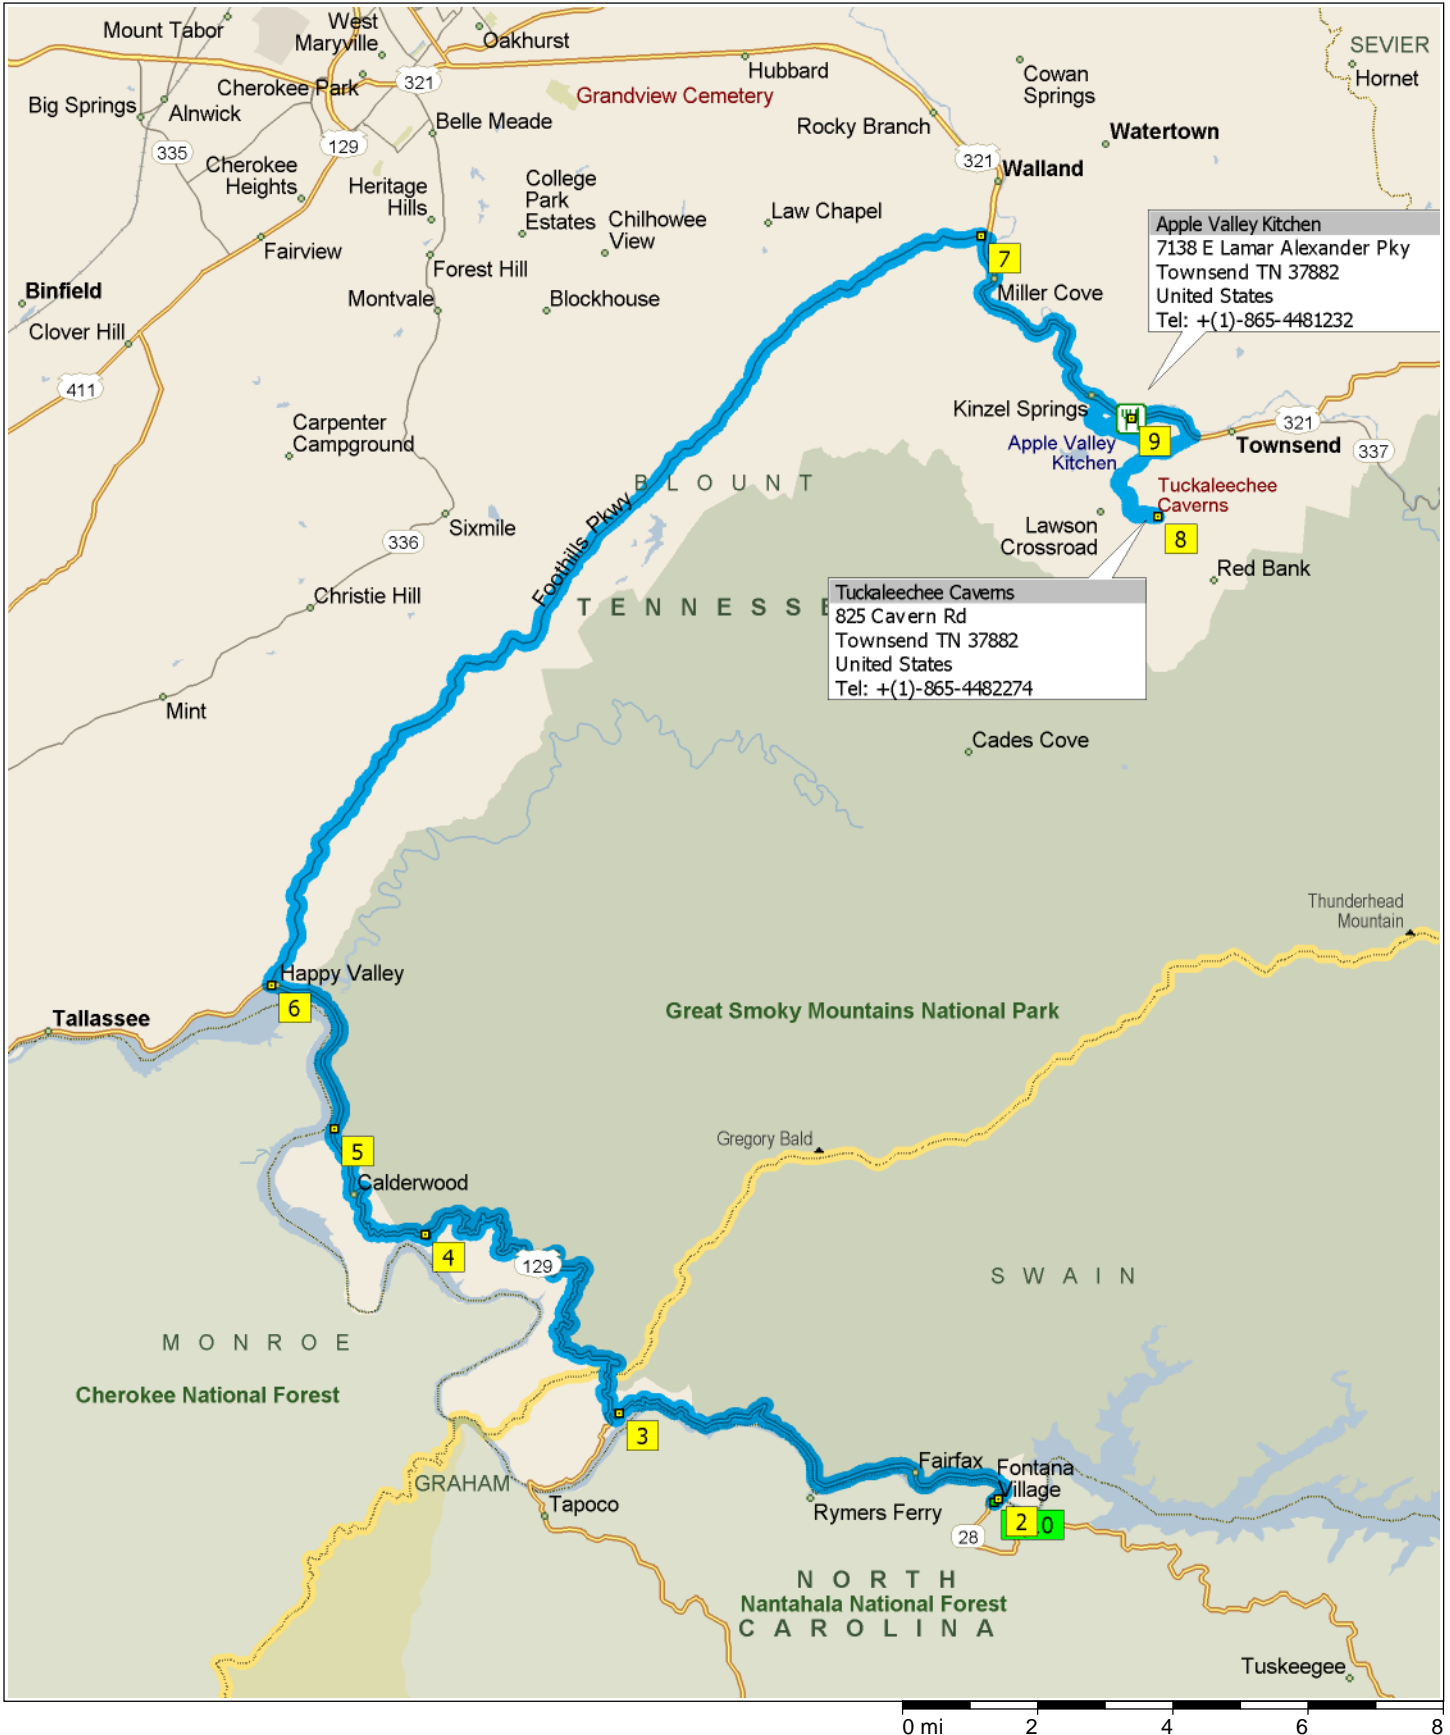 Mount Tabor
West
Maryville
Oakhurst
SEVIER
Hornet
Cherokee Park
321
Hubbard
Cowan
Springs
Big Springs
Alnwick
Grandview Cemetery
Belle Meade
Rocky Branch
Watertown
335
129
321
Walland
Cherokee
Heights
Heritage
Hills
College
Park
Estates
Chilhowee
View
Law Chapel
Fairview
Forest Hill
7
Apple Valley Kitchen
7138 E Lamar Alexander Pky
Townsend TN 37882
United States
Tel: +(1)-865-4481232
Binfield
Montvale
Blockhouse
Miller Cove
Clover Hill
411
Carpenter
Campground
Kinzel Springs
9
321
Townsend
337
Apple Valley
Kitchen
BLOUNT
Tuckaleechee
Caverns
Foothills Pkwy
Sixmile
336
Lawson
Crossroad
8
Red Bank
Christie Hill
TENNESSE
Tuckaleechee Caverns
825 Cavern Rd
Townsend TN 37882
United States
Tel: +(1)-865-4482274
Mint
Cades Cove
Thunderhead
Mountain
Happy Valley
6
Tallassee
Great Smoky Mountains National Park
Gregory Bald
5
Calderwood
4
129
SWAIN
MONROE
Cherokee National Forest
3
GRAHAM
Tapoco
Fairfax
Fontana
Village
Rymers Ferry
2
0
28
NORTH
Nantahala National Forest
CAROLINA
Tuskeegee
0 mi 2 4 6 8